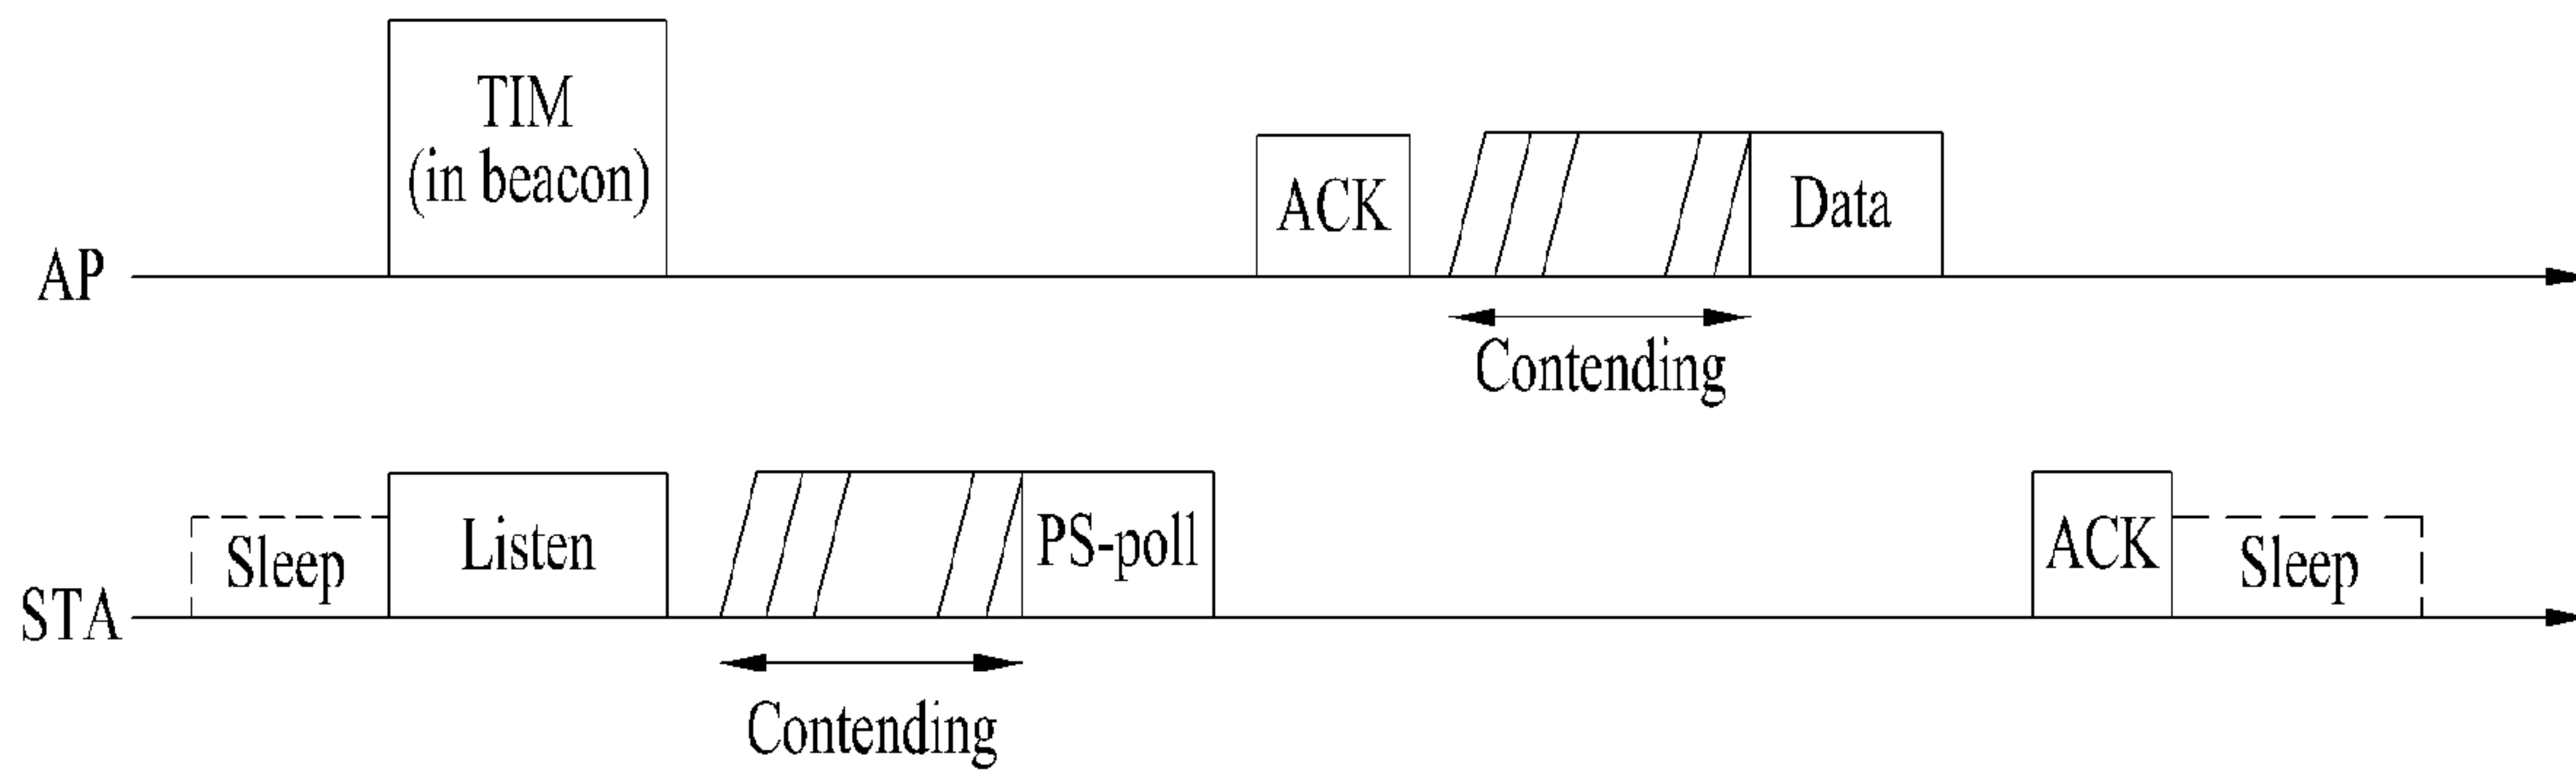 TIM
(in beacon)
ACK
Data
AP
Contending
Sleep
Listen
PS-poll
ACK
Sleep
STA
Contending